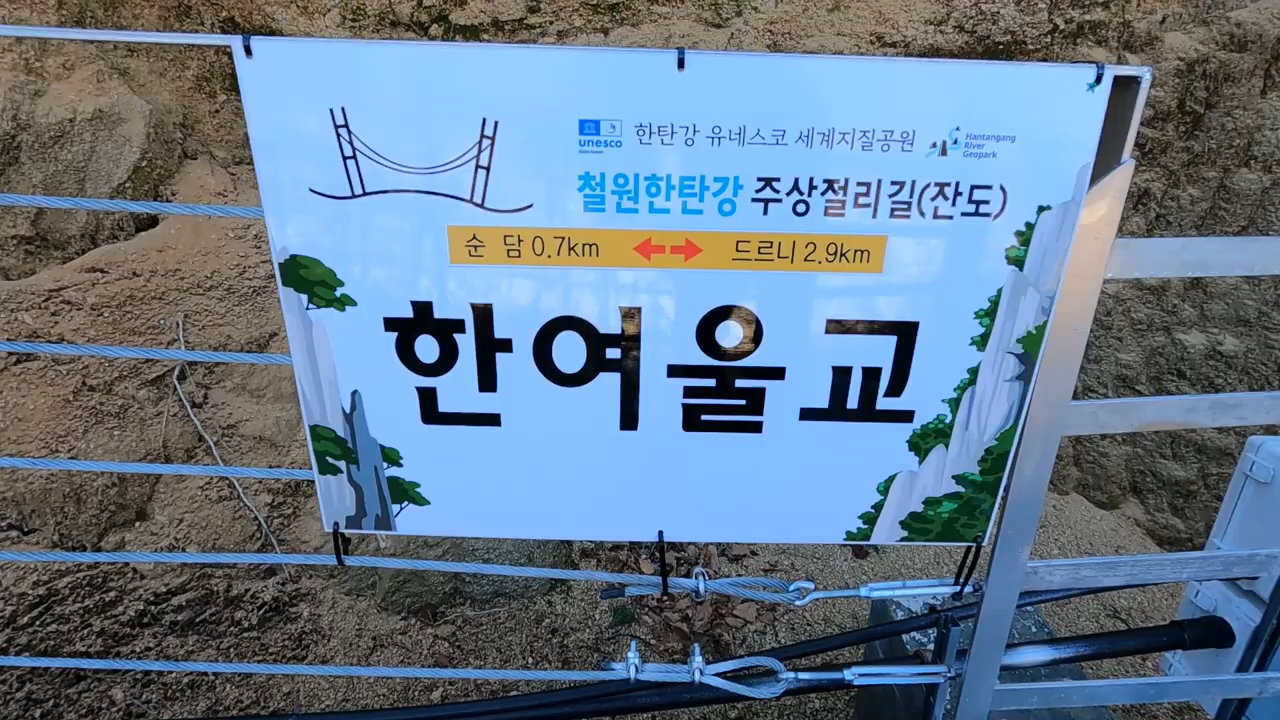 unesco
한탄강 유네스코 세계지질공원
Hantangang
River
Geopark
철원한탄강 주상절리길(잔도)
순 담 0.7km
드르니 2.9km
한여울교